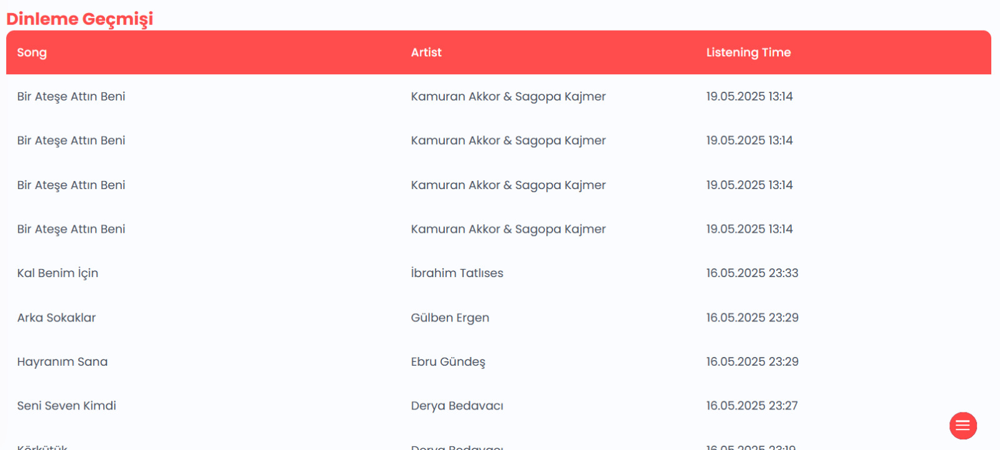 Dinleme Geçmişi
Song Artist Listening Time
Bir Ateşe Attın Beni Kamuran Akkor & Sagopa Kajmer 19.05.2025 13:14
Bir Ateşe Attın Beni Kamuran Akkor & Sagopa Kajmer 19.05.2025 13:14
Bir Ateşe Attın Beni Kamuran Akkor & Sagopa Kajmer 19.05.2025 13:14
Bir Ateşe Attın Beni Kamuran Akkor & Sagopa Kajmer 19.05.2025 13:14
Kal Benim İçin İbrahim Tatlıses 16.05.2025 23:33
Arka Sokaklar Gülben Ergen 16.05.2025 23:29
Hayranım Sana Ebru Gündeş 16.05.2025 23:29
Seni Seven Kimdi Derya Bedavacı 16.05.2025 23:27
Körkütük Derya Bedavacı 16.05.2025 23:19